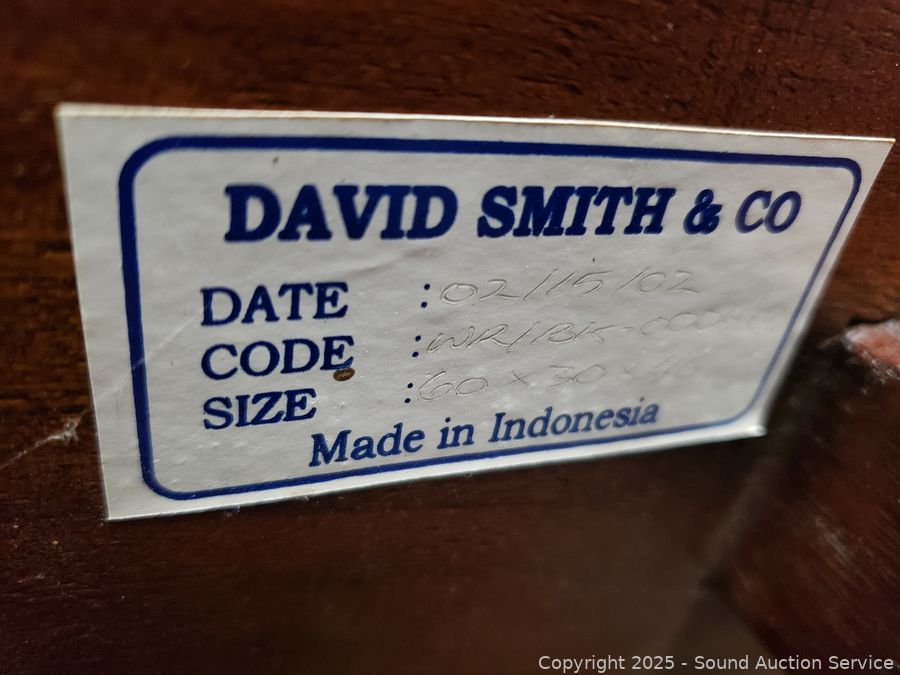 DAVID SMITH & CO
DATE : 02/15/02
CODE :
SIZE : 60 x 30 x
Made in Indonesia
Copyright © 2025 - Sound Auction Service